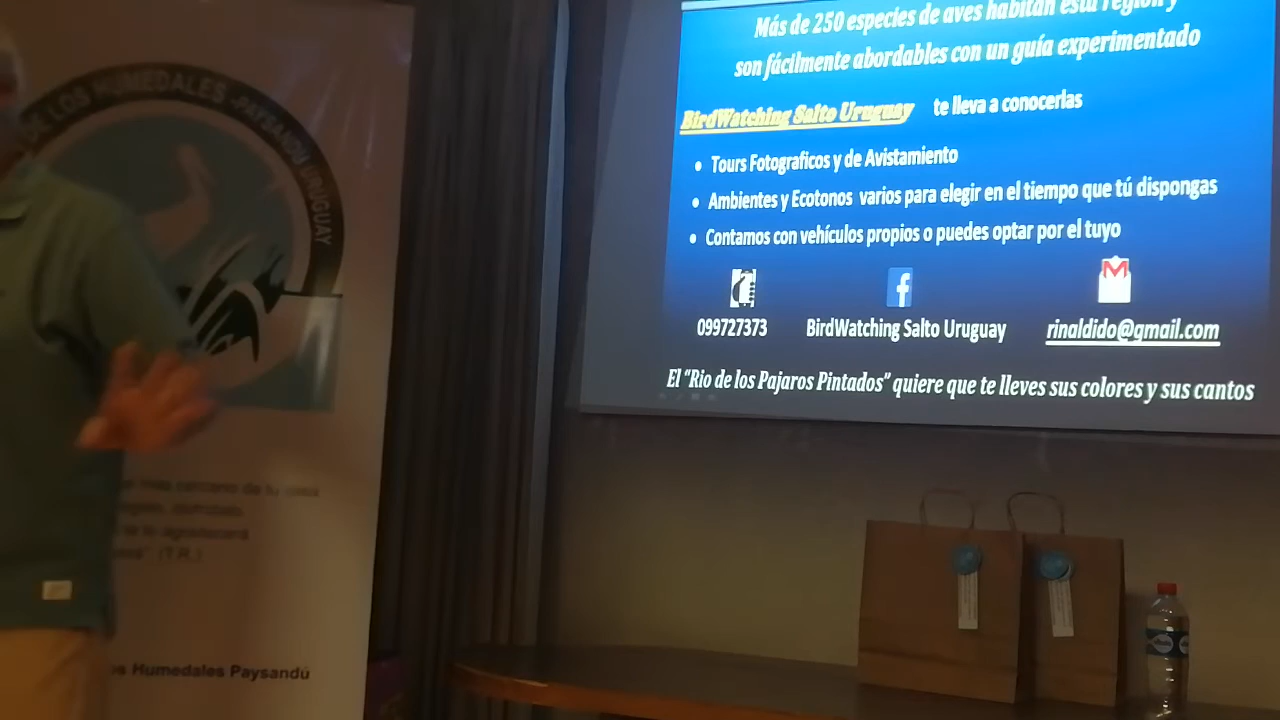 DE LOS HUMEDALES -PAYSANDU URUGUAY
os Humedales Paysandú
Más de 250 especies de aves habitan esta región y
son fácilmente abordables con un guía experimentado
BirdWatching Salto Uruguay te lleva a conocerlas
• Tours Fotograficos y de Avistamiento
• Ambientes y Ecotonos varios para elegir en el tiempo que tú dispongas
• Contamos con vehículos propios o puedes optar por el tuyo
099727373 BirdWatching Salto Uruguay rinaldido@gmail.com
El "Rio de los Pajaros Pintados" quiere que te lleves sus colores y sus cantos